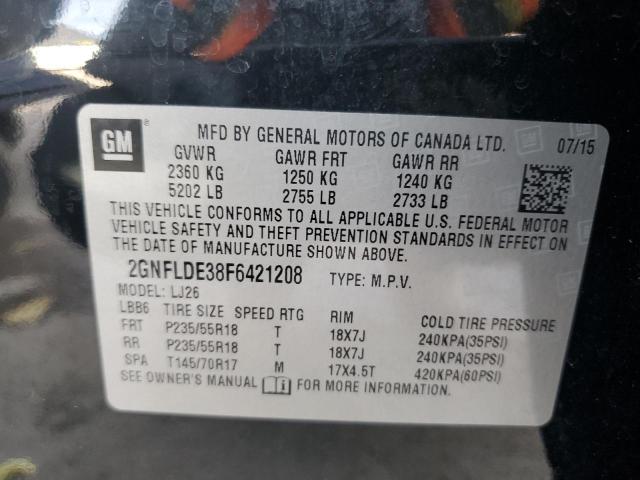 GM ®
MFD BY GENERAL MOTORS OF CANADA LTD. 07/15
GVWR GAWR FRT GAWR RR
2360 KG 1250 KG 1240 KG
5202 LB 2755 LB 2733 LB
THIS VEHICLE CONFORMS TO ALL APPLICABLE U.S. FEDERAL MOTOR
VEHICLE SAFETY AND THEFT PREVENTION STANDARDS IN EFFECT ON
THE DATE OF MANUFACTURE SHOWN ABOVE.
2GNFLDE38F6421208 TYPE: M.P.V.
MODEL: LJ26
LBB6 TIRE SIZE SPEED RTG RIM COLD TIRE PRESSURE
FRT P235/55R18 T 18X7J 240KPA(35PSI)
RR P235/55R18 T 18X7J 240KPA(35PSI)
SPA T145/70R17 M 17X4.5T 420KPA(60PSI)
SEE OWNER'S MANUAL FOR MORE INFORMATION.